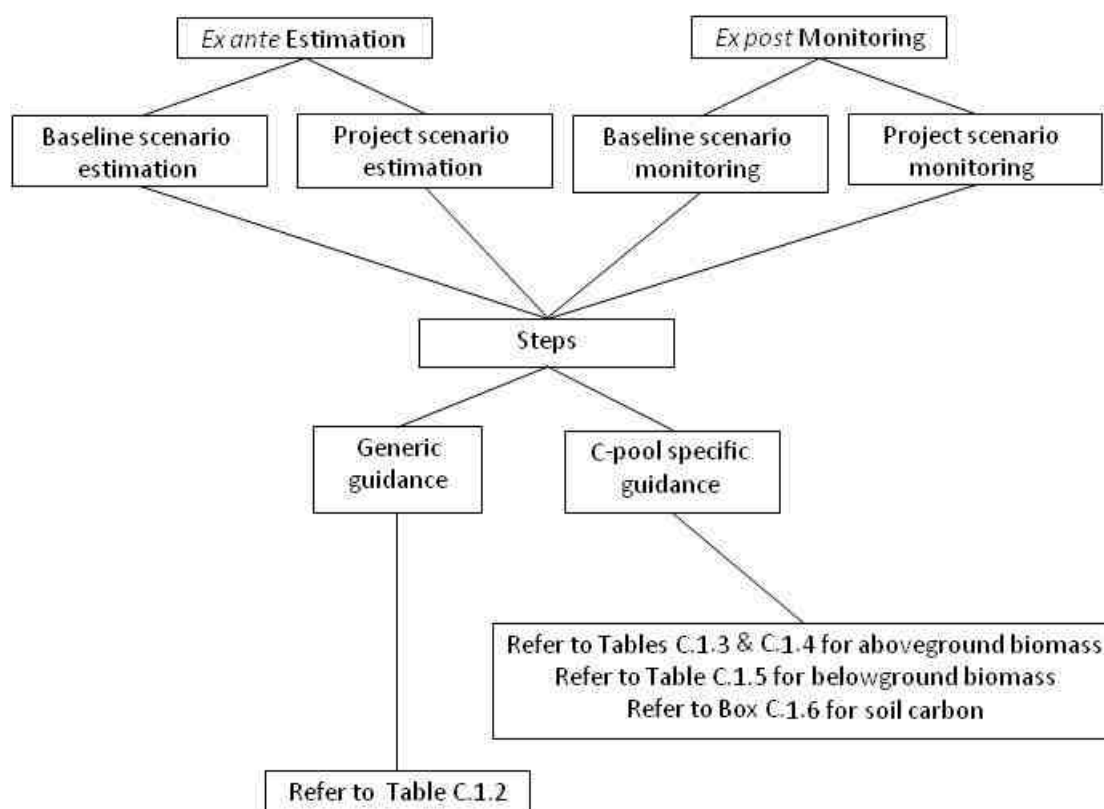 Ex ante Estimation
Ex post Monitoring
Baseline scenario
estimation
Project scenario
estimation
Baseline scenario
monitoring
Project scenario
monitoring
Steps
Generic
guidance
C-pool specific
guidance
Refer to Tables C.1.3 & C.1.4 for aboveground biomass
Refer to Table C.1.5 for belowground biomass
Refer to Box C.1.6 for soil carbon
Refer to Table C.1.2